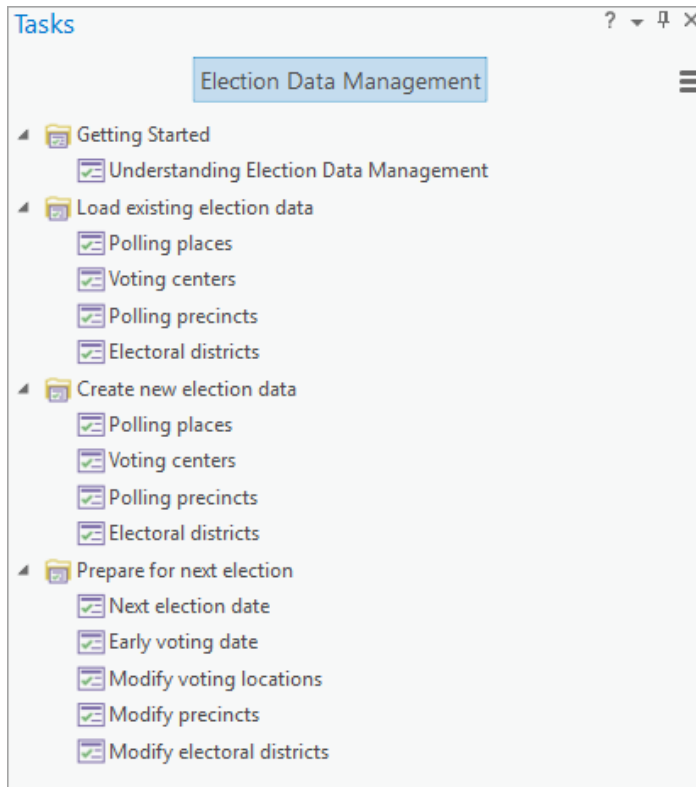 Tasks
?
Election Data Management
Getting Started
Understanding Election Data Management
Load existing election data
Polling places
Voting centers
Polling precincts
Electoral districts
Create new election data
Polling places
Voting centers
Polling precincts
Electoral districts
Prepare for next election
Next election date
Early voting date
Modify voting locations
Modify precincts
Modify electoral districts